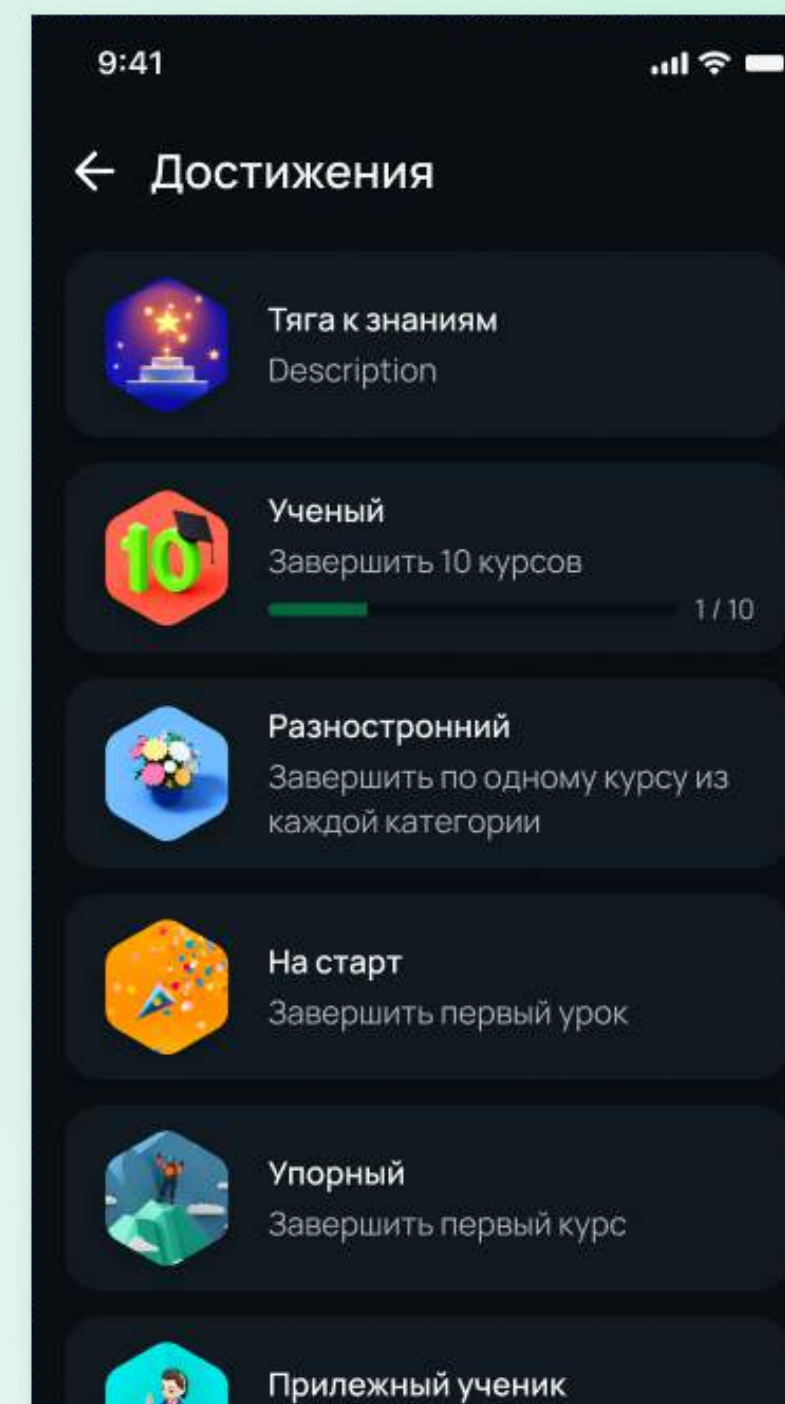 9:41
Достижения
Тяга к знаниям
Description
10
Ученый
Завершить 10 курсов
1 / 10
Разностронний
Завершить по одному курсу из
каждой категории
На старт
Завершить первый урок
Упорный
Завершить первый курс
Прилежный ученик